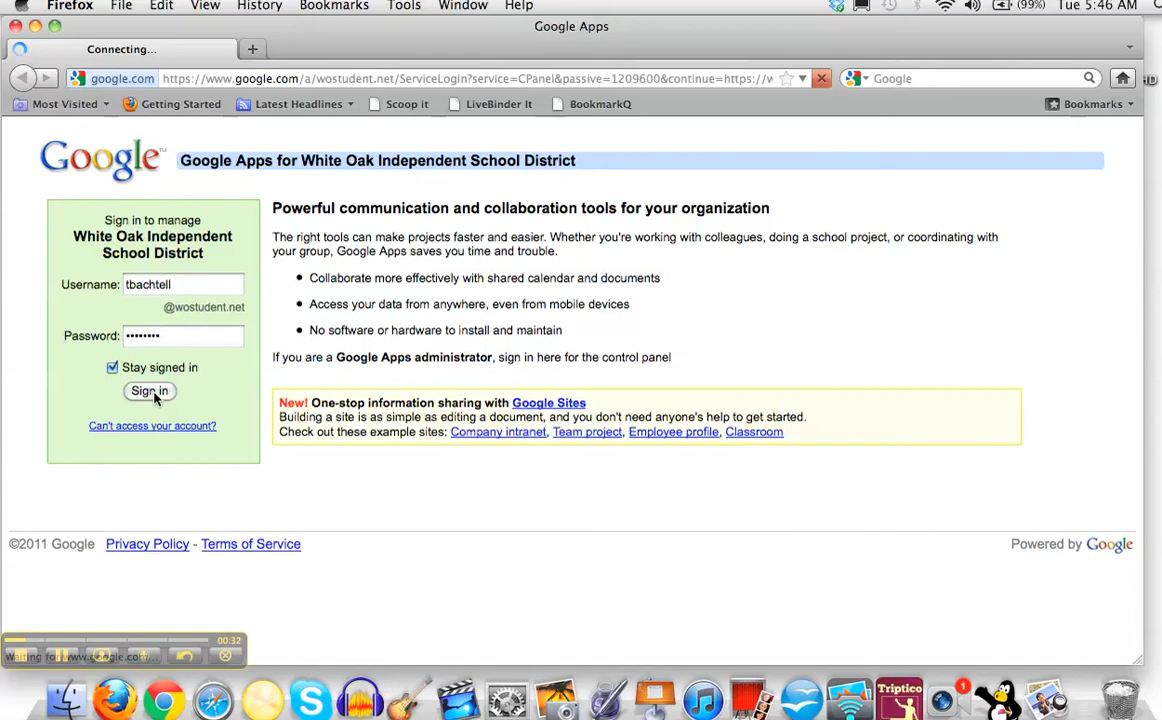 Firefox File Edit View History Bookmarks Tools Window Help (99%) Tue 5:46 AM
Google Apps
Connecting...
google.com https://www.google.com/a/wostudent.net/ServiceLogin?service=CPanel&passive=1209600&continue=https://w Google
Most Visited Getting Started Latest Headlines Scoop it LiveBinder It BookmarkQ Bookmarks
Google™ Google Apps for White Oak Independent School District
Sign in to manage
White Oak Independent
School District
Username: tbachtell
@wostudent.net
Password: ••••••••
Stay signed in
Sign in
Can't access your account?
Powerful communication and collaboration tools for your organization
The right tools can make projects faster and easier. Whether you're working with colleagues, doing a school project, or coordinating with
your group, Google Apps saves you time and trouble.
• Collaborate more effectively with shared calendar and documents
• Access your data from anywhere, even from mobile devices
• No software or hardware to install and maintain
If you are a Google Apps administrator, sign in here for the control panel
New! One-stop information sharing with Google Sites
Building a site is as simple as editing a document, and you don't need anyone's help to get started.
Check out these example sites: Company intranet, Team project, Employee profile, Classroom
©2011 Google Privacy Policy - Terms of Service Powered by Google
00:32
Waiting for www.google.com...
Triptico
1